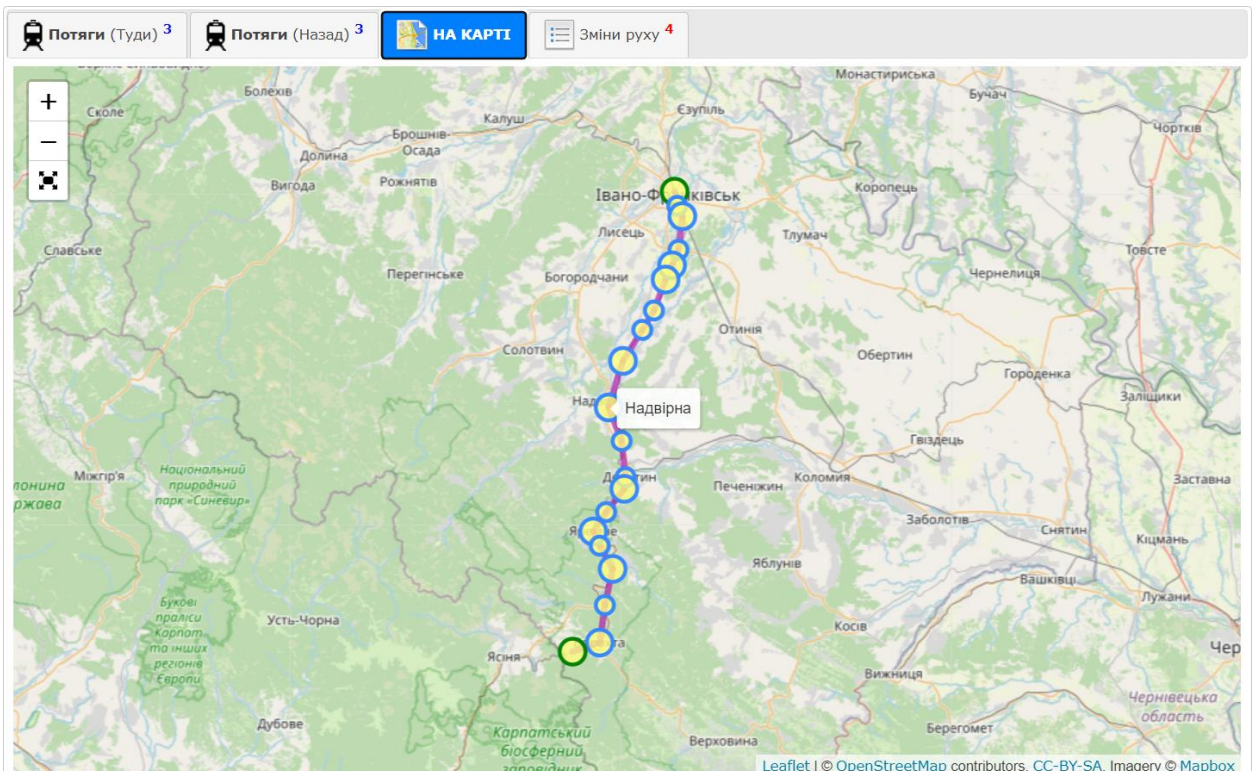 Потяги (Туди) 3
Потяги (Назад) 3
НА КАРТІ
Зміни руху 4
+
−
Монастириська
Болехів
Бучач
Сколе
Єзупіль
Калуш
Чортків
Брошнів-
Осада
Долина
Вигода
Рожнятів
Коропець
Лисець
Тлумач
Славське
Товсте
Перегінське
Богородчани
Чернелиця
Отинія
Солотвин
Обертин
Городенка
Заліщики
Надвірна
Гвіздець
Національний
природний
парк «Синевир»
Міжгір'я
Коломия
Печеніжин
Заставна
Заболотів
Снятин
Кіцмань
Яблунів
Вашківці
Лужани
Букові
праліси
Карпат
та інших
регіонів
Європи
Усть-Чорна
Косів
Ясіня
Вижниця
Чернівецька
область
Дубове
Берегомет
Карпатський
біосферний
заповідник
Верховина
Leaflet | © OpenStreetMap contributors, CC-BY-SA, Imagery © Mapbox